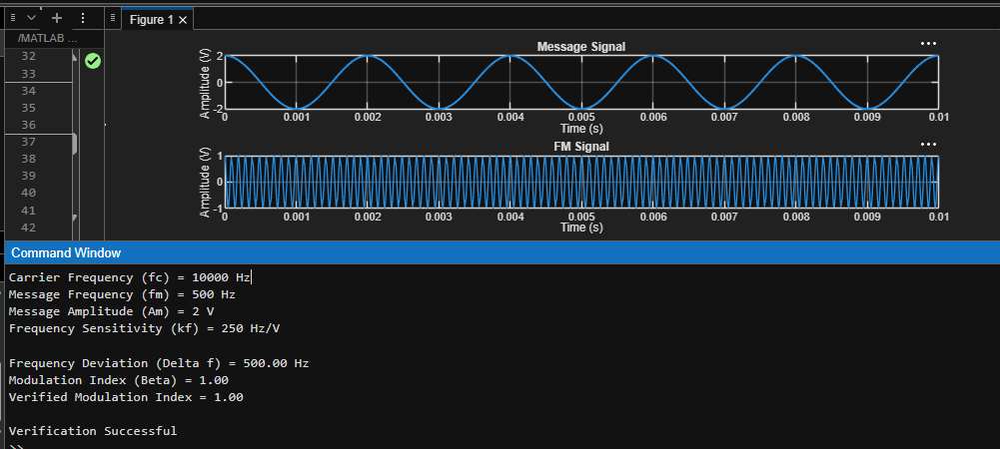 Figure 1 ×
/MATLAB ...
32
33
34
35
36
37
38
39
40
41
42
Message Signal
Amplitude (V)
2
0
-2
0 0.001 0.002 0.003 0.004 0.005 0.006 0.007 0.008 0.009 0.01
Time (s)
FM Signal
Amplitude (V)
1
0
-1
0 0.001 0.002 0.003 0.004 0.005 0.006 0.007 0.008 0.009 0.01
Time (s)
Command Window
Carrier Frequency (fc) = 10000 Hz
Message Frequency (fm) = 500 Hz
Message Amplitude (Am) = 2 V
Frequency Sensitivity (kf) = 250 Hz/V
Frequency Deviation (Delta f) = 500.00 Hz
Modulation Index (Beta) = 1.00
Verified Modulation Index = 1.00
Verification Successful
>>